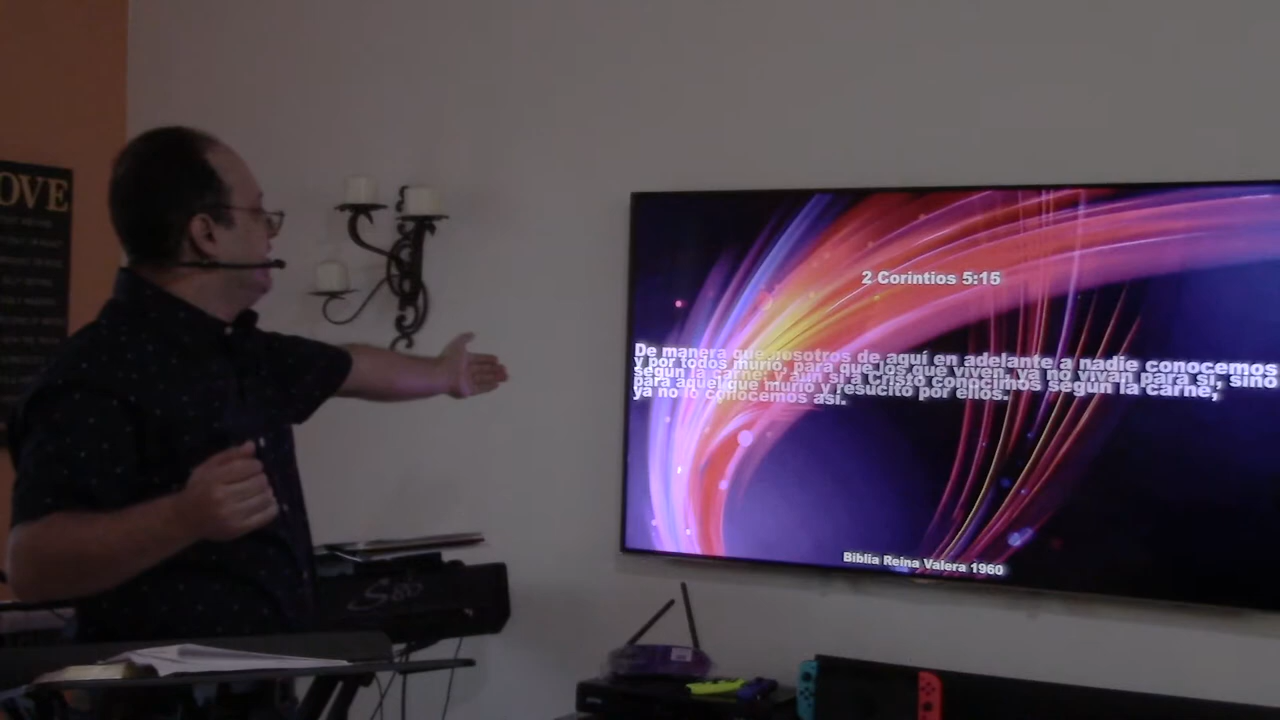 OVE
2 Corintios 5:15
De manera que nosotros de aquí en adelante a nadie conocemos
y por todos murió, para que los que viven, ya no vivan para sí, sino
según la carne; y aun si a Cristo conocimos según la carne,
para aquel que murió y resucitó por ellos.
ya no lo conocemos así.
Biblia Reina Valera 1960
S80